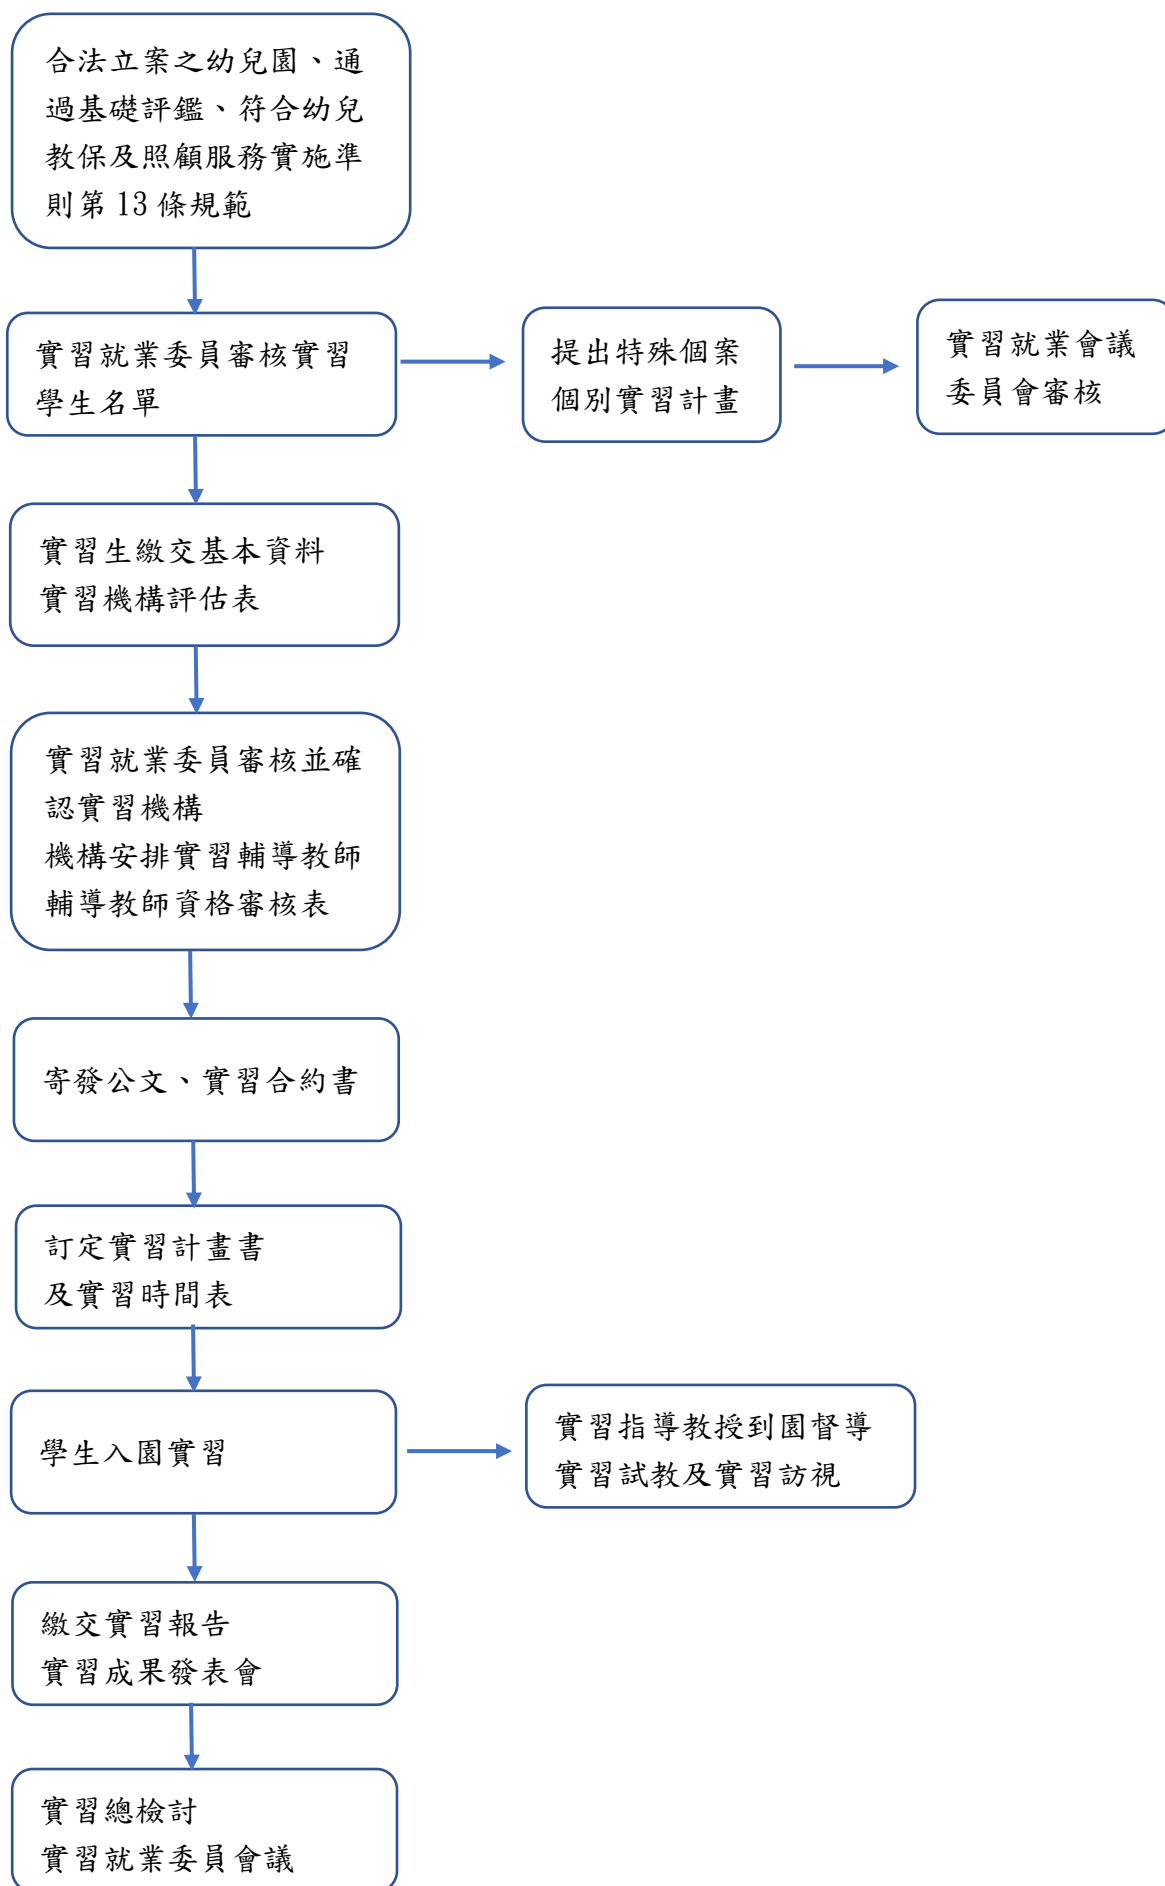 合法立案之幼兒園、通
過基礎評鑑、符合幼兒
教保及照顧服務實施準
則第 13 條規範
實習就業委員審核實習
學生名單
提出特殊個案
個別實習計畫
實習就業會議
委員會審核
實習生繳交基本資料
實習機構評估表
實習就業委員審核並確
認實習機構
機構安排實習輔導教師
輔導教師資格審核表
寄發公文、實習合約書
訂定實習計畫書
及實習時間表
學生入園實習
實習指導教授到園督導
實習試教及實習訪視
繳交實習報告
實習成果發表會
實習總檢討
實習就業委員會議